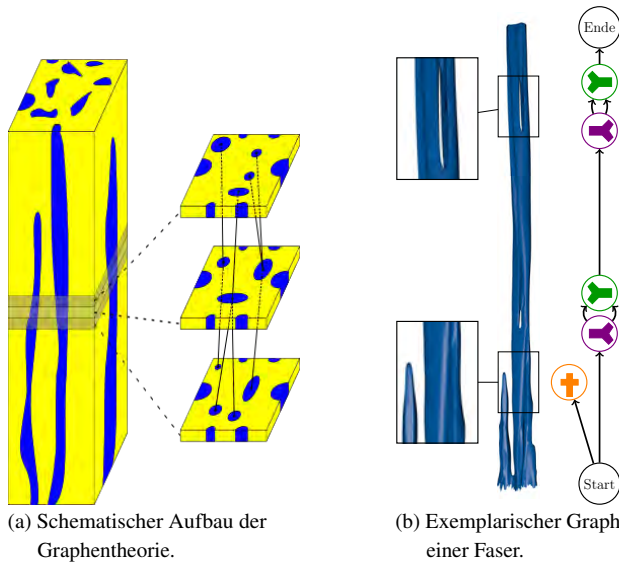 Ende
Start
(a) Schematischer Aufbau der
Graphentheorie.
(b) Exemplarischer Graph
einer Faser.